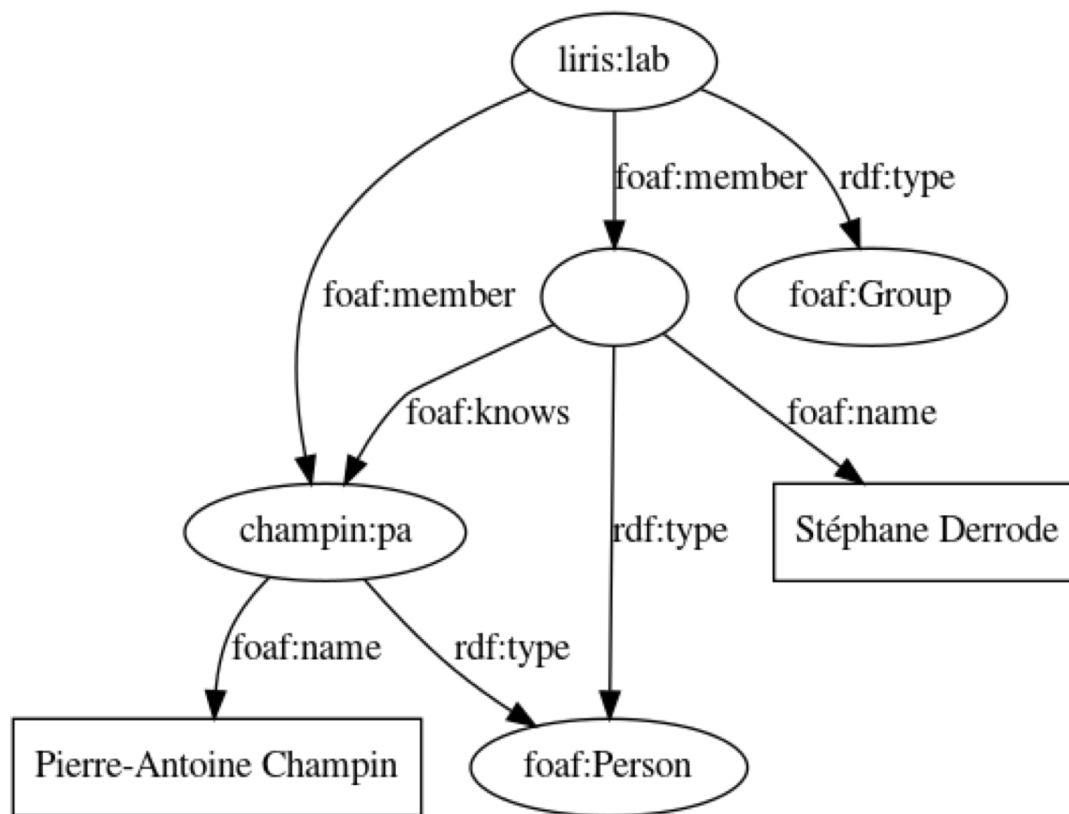 liris:lab
foaf:member
rdf:type
foaf:member
foaf:Group
foaf:knows
foaf:name
champin:pa
rdf:type
Stéphane Derrode
foaf:name
rdf:type
Pierre-Antoine Champin
foaf:Person